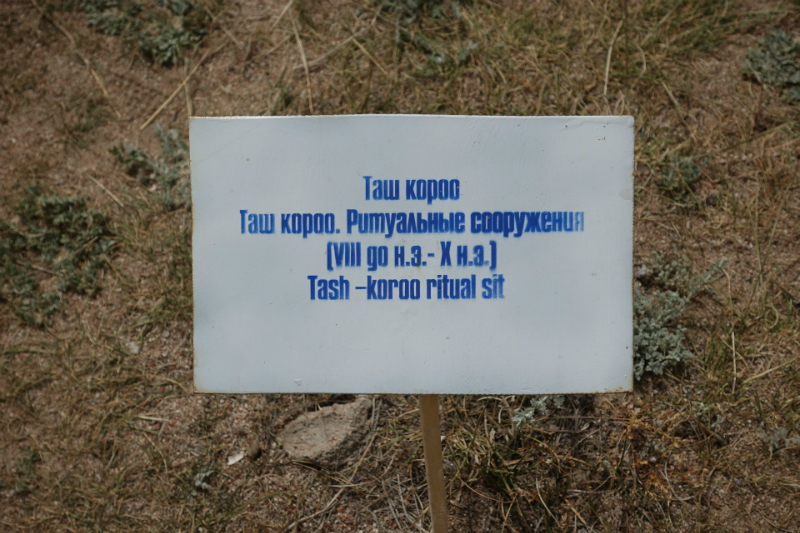 Таш короо
Таш короо. Ритуальные сооружения
(VIII до н.э.- X н.э.)
Tash –koroo ritual sit